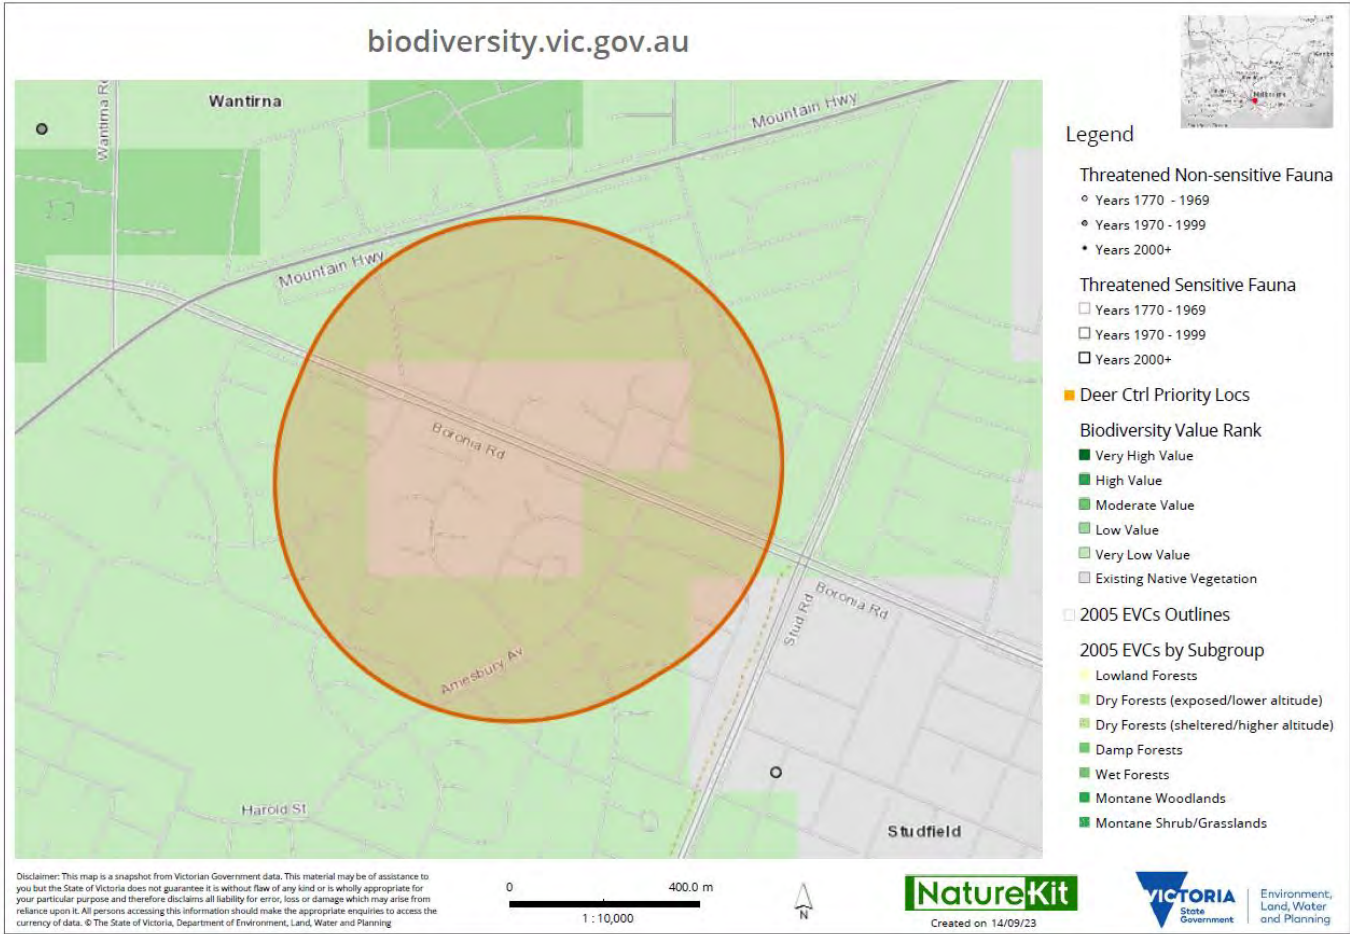 biodiversity.vic.gov.au
Wantirna
Wantirna Rd
Mountain Hwy
Mountain Hwy
Boronia Rd
Boronia Rd
Stud Rd
Amesbury Av
Harold St
Studfield
Legend
Threatened Non-sensitive Fauna
Years 1770 - 1969
Years 1970 - 1999
Years 2000+
Threatened Sensitive Fauna
Years 1770 - 1969
Years 1970 - 1999
Years 2000+
Deer Ctrl Priority Locs
Biodiversity Value Rank
Very High Value
High Value
Moderate Value
Low Value
Very Low Value
Existing Native Vegetation
2005 EVCs Outlines
2005 EVCs by Subgroup
Lowland Forests
Dry Forests (exposed/lower altitude)
Dry Forests (sheltered/higher altitude)
Damp Forests
Wet Forests
Montane Woodlands
Montane Shrub/Grasslands
Disclaimer: This map is a snapshot from Victorian Government data. This material may be of assistance to
you but the State of Victoria does not guarantee it is without flaw of any kind or is wholly appropriate for
your particular purpose and therefore disclaims all liability for error, loss or damage which may arise from
reliance upon it. All persons accessing this information should make the appropriate enquiries to access the
currency of data. © The State of Victoria, Department of Environment, Land, Water and Planning
0 400.0 m
1 : 10,000
N
NatureKit
Created on 14/09/23
VICTORIA
State
Government
Environment,
Land, Water
and Planning